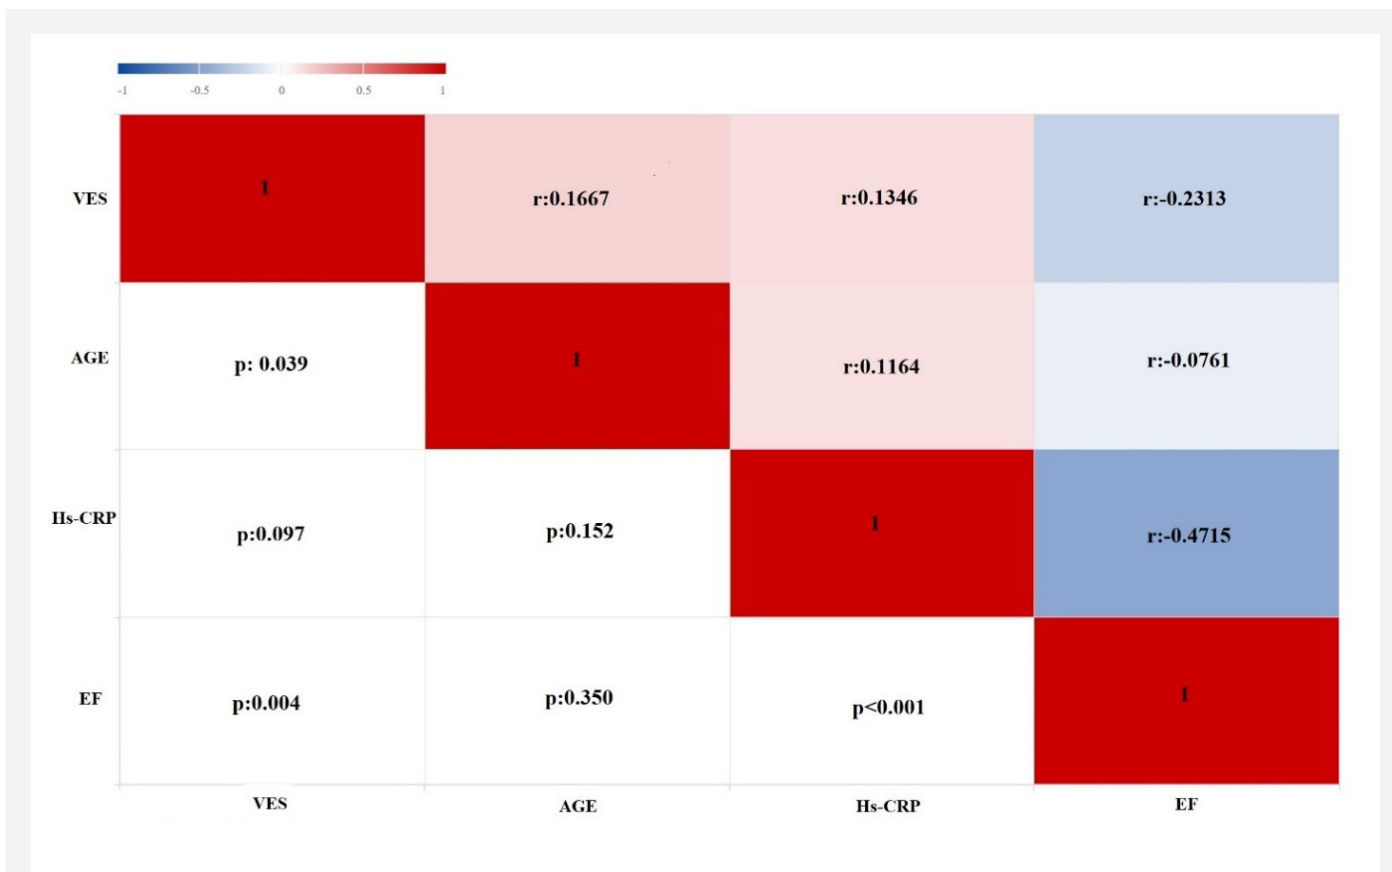 -1 -0.5 0 0.5 1
VES 1 r:0.1667 r:0.1346 r:-0.2313
AGE p: 0.039 1 r:0.1164 r:-0.0761
Hs-CRP p:0.097 p:0.152 1 r:-0.4715
EF p:0.004 p:0.350 p<0.001 1
VES AGE Hs-CRP EF